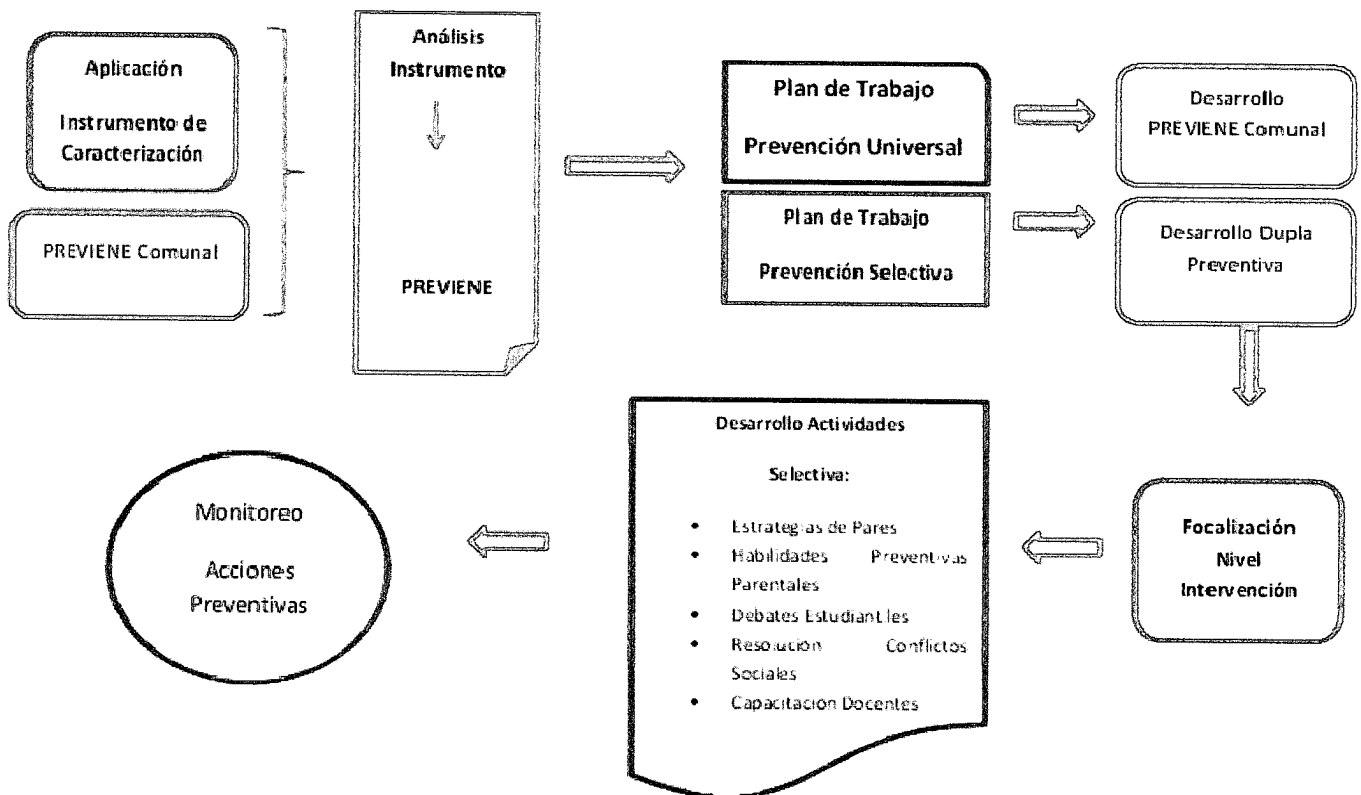 Aplicación
Instrumento de
Caracterización
PREVIENE Comunal
Análisis
Instrumento
PREVIENE
Plan de Trabajo
Prevención Universal
Plan de Trabajo
Prevención Selectiva
Desarrollo
PREVIENE Comunal
Desarrollo Dupla
Preventiva
Focalización
Nivel
Intervención
Desarrollo Actividades
Selectiva:
• Estrategias de Pares
• Habilidades Preventivas
Parentales
• Debates Estudiantiles
• Resolución Conflictos
Sociales
• Capacitacion Docentes
Monitoreo
Acciones
Preventivas